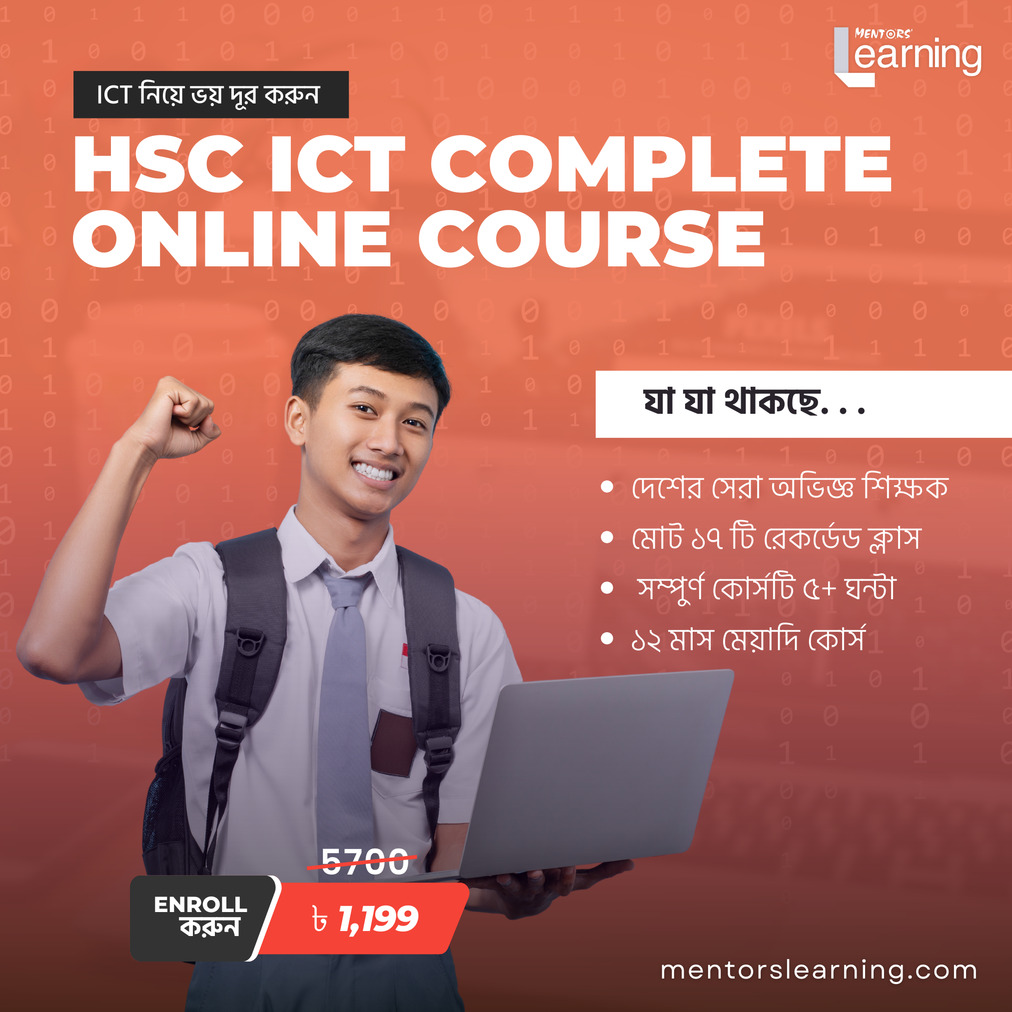 MENTORS'
Learning
ICT নিয়ে ভয় দূর করুন
HSC ICT COMPLETE
ONLINE COURSE
যা যা থাকছে. . .
দেশের সেরা অভিজ্ঞ শিক্ষক
মোট ১৭ টি রেকর্ডেড ক্লাস
সম্পুর্ণ কোর্সটি ৫+ ঘন্টা
১২ মাস মেয়াদি কোর্স
5700
ENROLL
করুন
৳ 1,199
mentorslearning.com